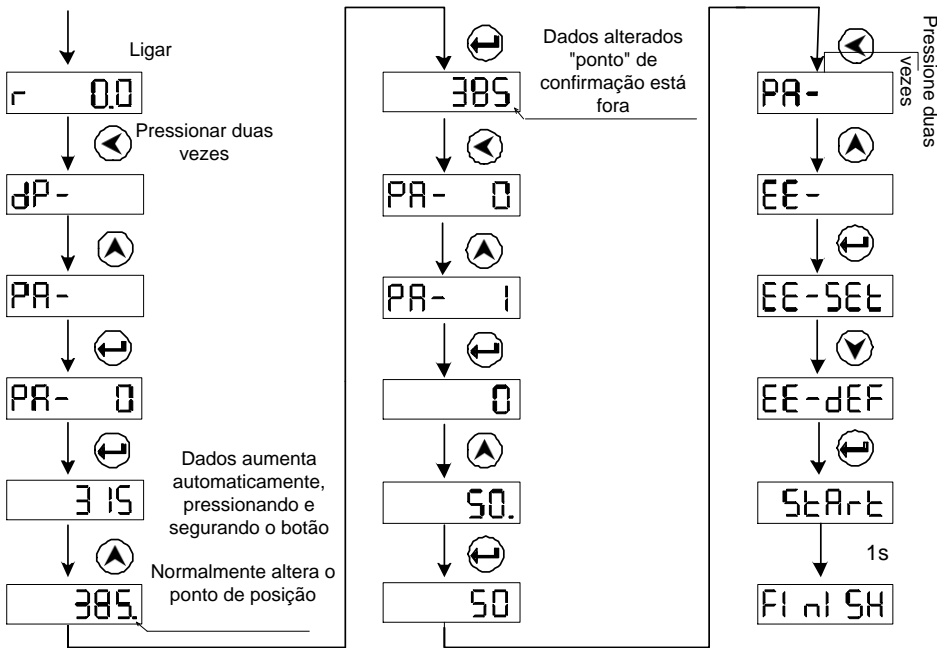 Ligar
r 0.0
Pressionar duas
vezes
dP-
PA-
PA- 0
315
Dados aumenta
automaticamente,
pressionando e
segurando o botão
Normalmente altera o
ponto de posição
385.
385
Dados alterados
"ponto" de
confirmação está
fora
PA- 0
PA- 1
0
50.
50
Pressione duas
vezes
PA-
EE-
EE-SEt
EE-dEF
StArt
1s
FInISH